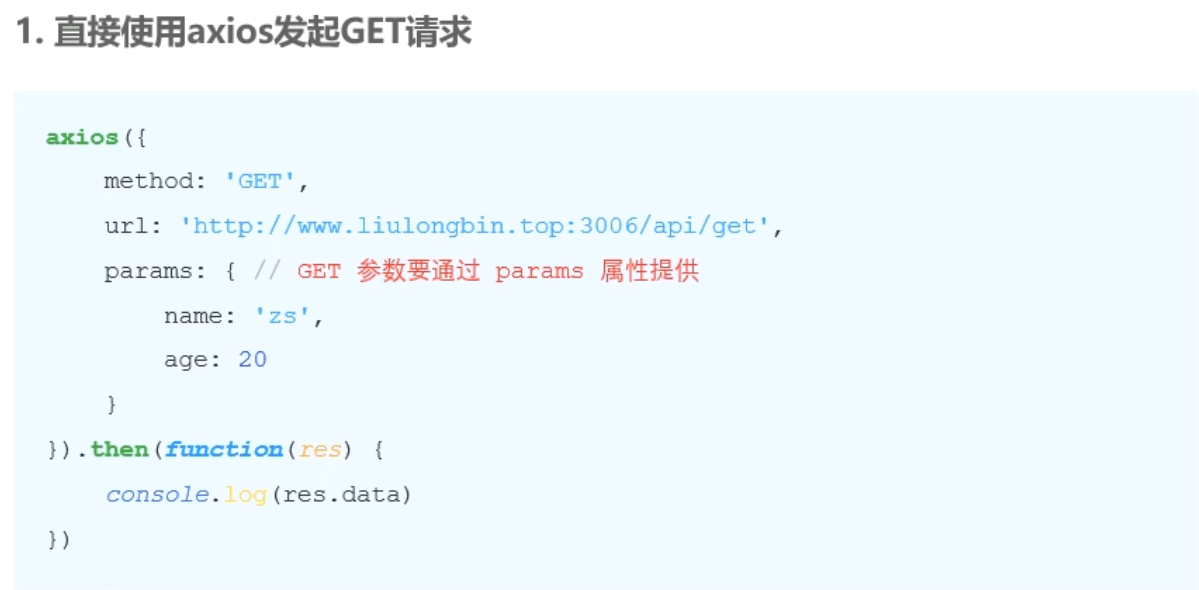 1. 直接使用axios发起GET请求
axios({
    method: 'GET',
    url: 'http://www.liulongbin.top:3006/api/get',
    params: { // GET 参数要通过 params 属性提供
        name: 'zs',
        age: 20
    }
}).then(function(res) {
    console.log(res.data)
})